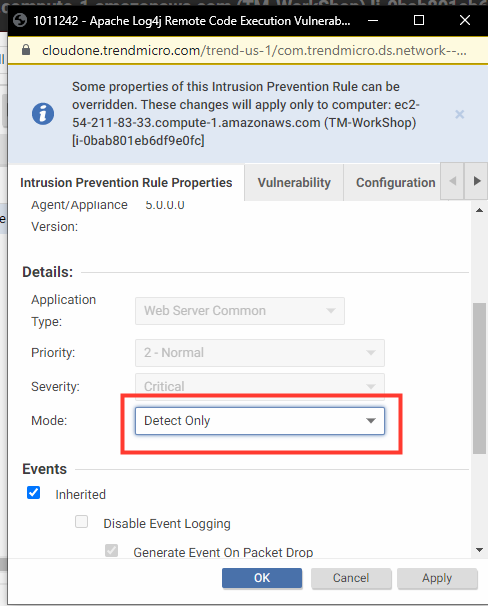 1011242 - Apache Log4j Remote Code Execution Vulnerab...
cloudone.trendmicro.com/trend-us-1/com.trendmicro.ds.network--...
Some properties of this Intrusion Prevention Rule can be
overridden. These changes will apply only to computer: ec2-
54-211-83-33.compute-1.amazonaws.com (TM-WorkShop)
[i-0bab801eb6df9e0fc]
Intrusion Prevention Rule Properties Vulnerability Configuration
Agent/Appliance 5.0.0.0
Version:
Details:
Application
Type:
Web Server Common
Priority: 2 - Normal
Severity: Critical
Mode: Detect Only
Events
Inherited
Disable Event Logging
Generate Event On Packet Drop
OK Cancel Apply